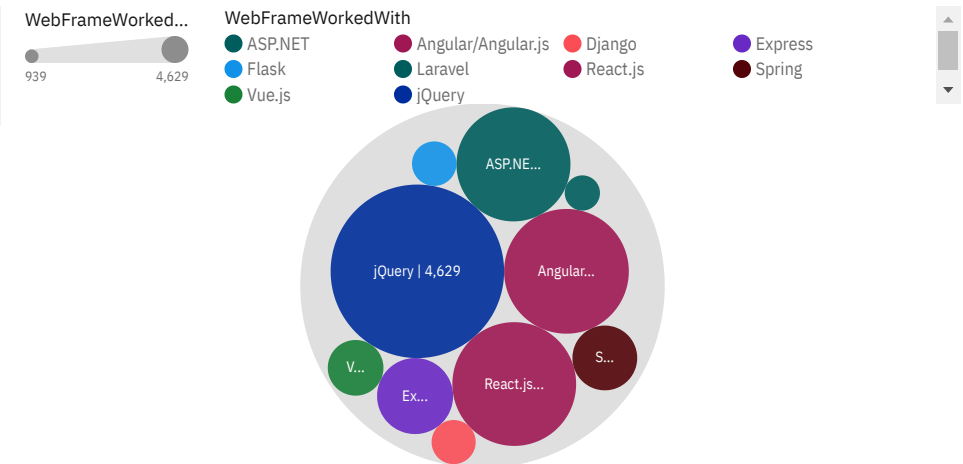 WebFrameWorked...
939 4,629
WebFrameWorkedWith
ASP.NET Angular/Angular.js Django Express
Flask Laravel React.js Spring
Vue.js jQuery
ASP.NE...
jQuery | 4,629 Angular...
V... S...
Ex... React.js...